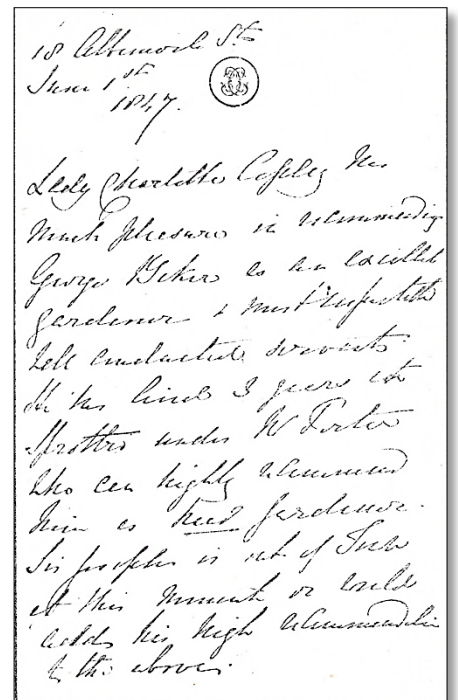 18 Albemarle St
June 1st
1847.
Lady Charlotte Copley has
much pleasure in recommending
George Baker as an excellent
gardener & most respectable
well conducted servant.
He has lived 3 years at
Sprotbro under Mr Porter
who can highly recommend
him as head gardener.
Sir Joseph is out of Town
at this moment or would
add his high recommendation
to the above.